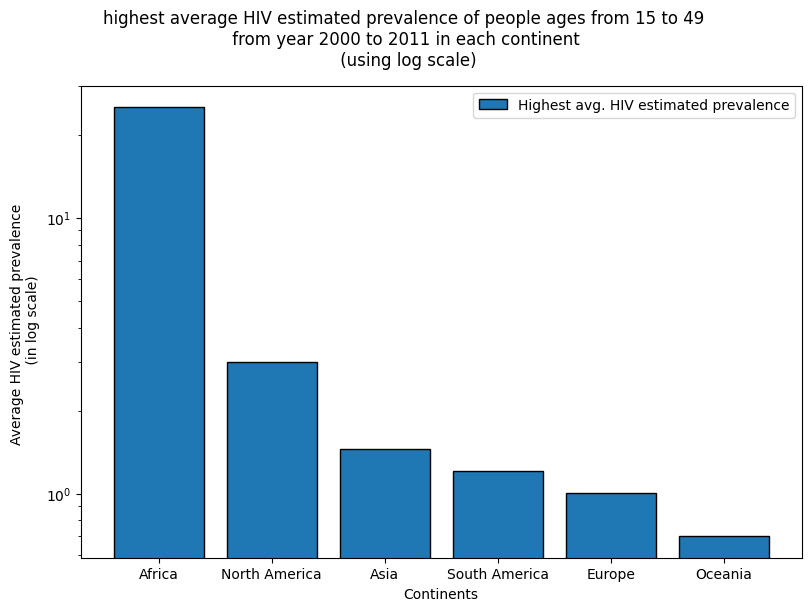 highest average HIV estimated prevalence of people ages from 15 to 49
from year 2000 to 2011 in each continent
(using log scale)
Highest avg. HIV estimated prevalence
Average HIV estimated prevalence
(in log scale)
10¹
10⁰
Africa
North America
Asia
South America
Europe
Oceania
Continents